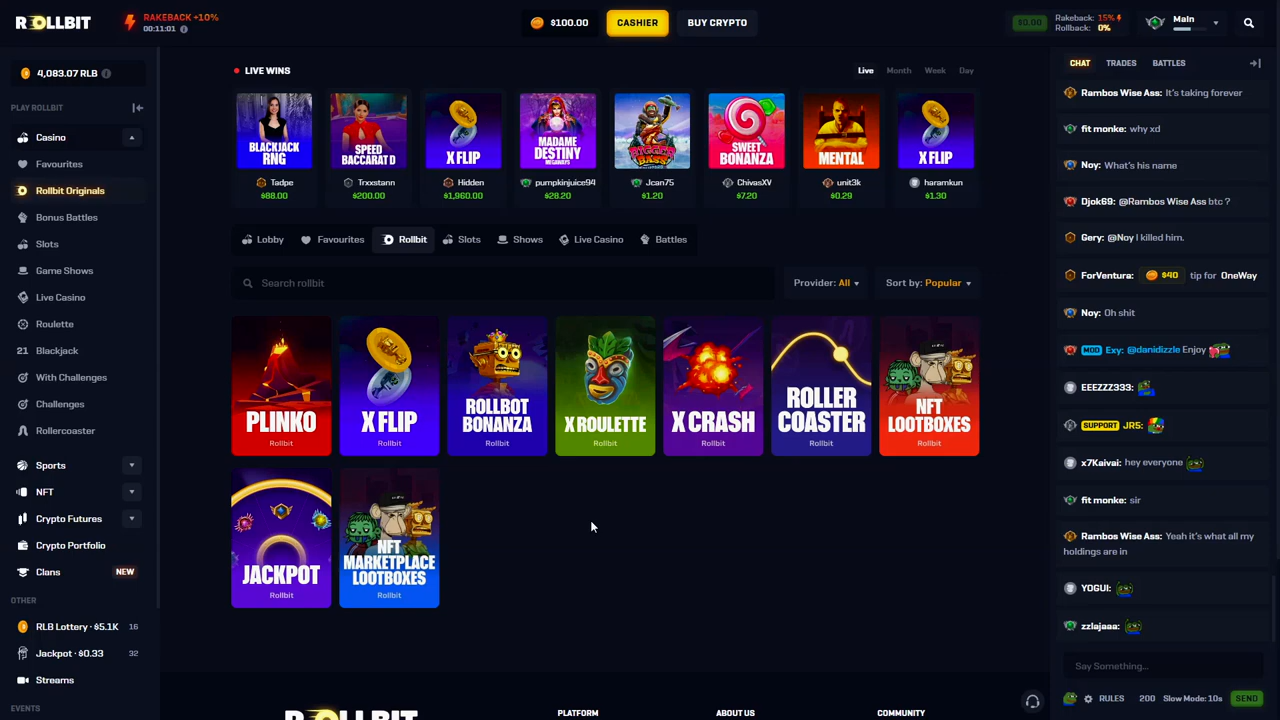 ROLLBIT
RAKEBACK +10%
00:11:01
$100.00
CASHIER
BUY CRYPTO
$0.00
Rakeback: 15%
Rollback: 0%
Main
4,083.07 RLB
PLAY ROLLBIT
Casino
Favourites
Rollbit Originals
Bonus Battles
Slots
Game Shows
Live Casino
Roulette
21 Blackjack
With Challenges
Challenges
Rollercoaster
Sports
NFT
Crypto Futures
Crypto Portfolio
Clans NEW
OTHER
RLB Lottery · $5.1K 16
Jackpot · $0.33 32
Streams
EVENTS
LIVE WINS
Live Month Week Day
BLACKJACK
RNG
Tadpe
$88.00
SPEED
BACCARAT D
Trxxstann
$200.00
X FLIP
Hidden
$1,960.00
MADAME
DESTINY
MEGAWAYS
pumpkinjuice94
$28.20
BIGGER
BASS
Jcan75
$1.20
SWEET
BONANZA
ChivasXV
$7.20
MENTAL
unit3k
$0.29
X FLIP
haramkun
$1.30
Lobby Favourites Rollbit Slots Shows Live Casino Battles
Search rollbit
Provider: All
Sort by: Popular
PLINKO
Rollbit
X FLIP
Rollbit
ROLLBOT
BONANZA
Rollbit
X ROULETTE
Rollbit
X CRASH
Rollbit
ROLLER
COASTER
Rollbit
NFT
LOOTBOXES
Rollbit
JACKPOT
Rollbit
NFT
MARKETPLACE
LOOTBOXES
Rollbit
ROLLBIT
PLATFORM
ABOUT US
COMMUNITY
CHAT TRADES BATTLES
Rambos Wise Ass: It's taking forever
fit monke: why xd
Noy: What's his name
Djok69: @Rambos Wise Ass btc ?
Gery: @Noy I killed him.
ForVentura: $40 tip for OneWay
Noy: Oh shit
MOD Exy: @danidizzle Enjoy
EEEZZZ333:
SUPPORT JR5:
x7Kaivai: hey everyone
fit monke: sir
Rambos Wise Ass: Yeah it's what all my
holdings are in
YOGUI:
zzlajaaa:
Say Something...
RULES 200 Slow Mode: 10s SEND